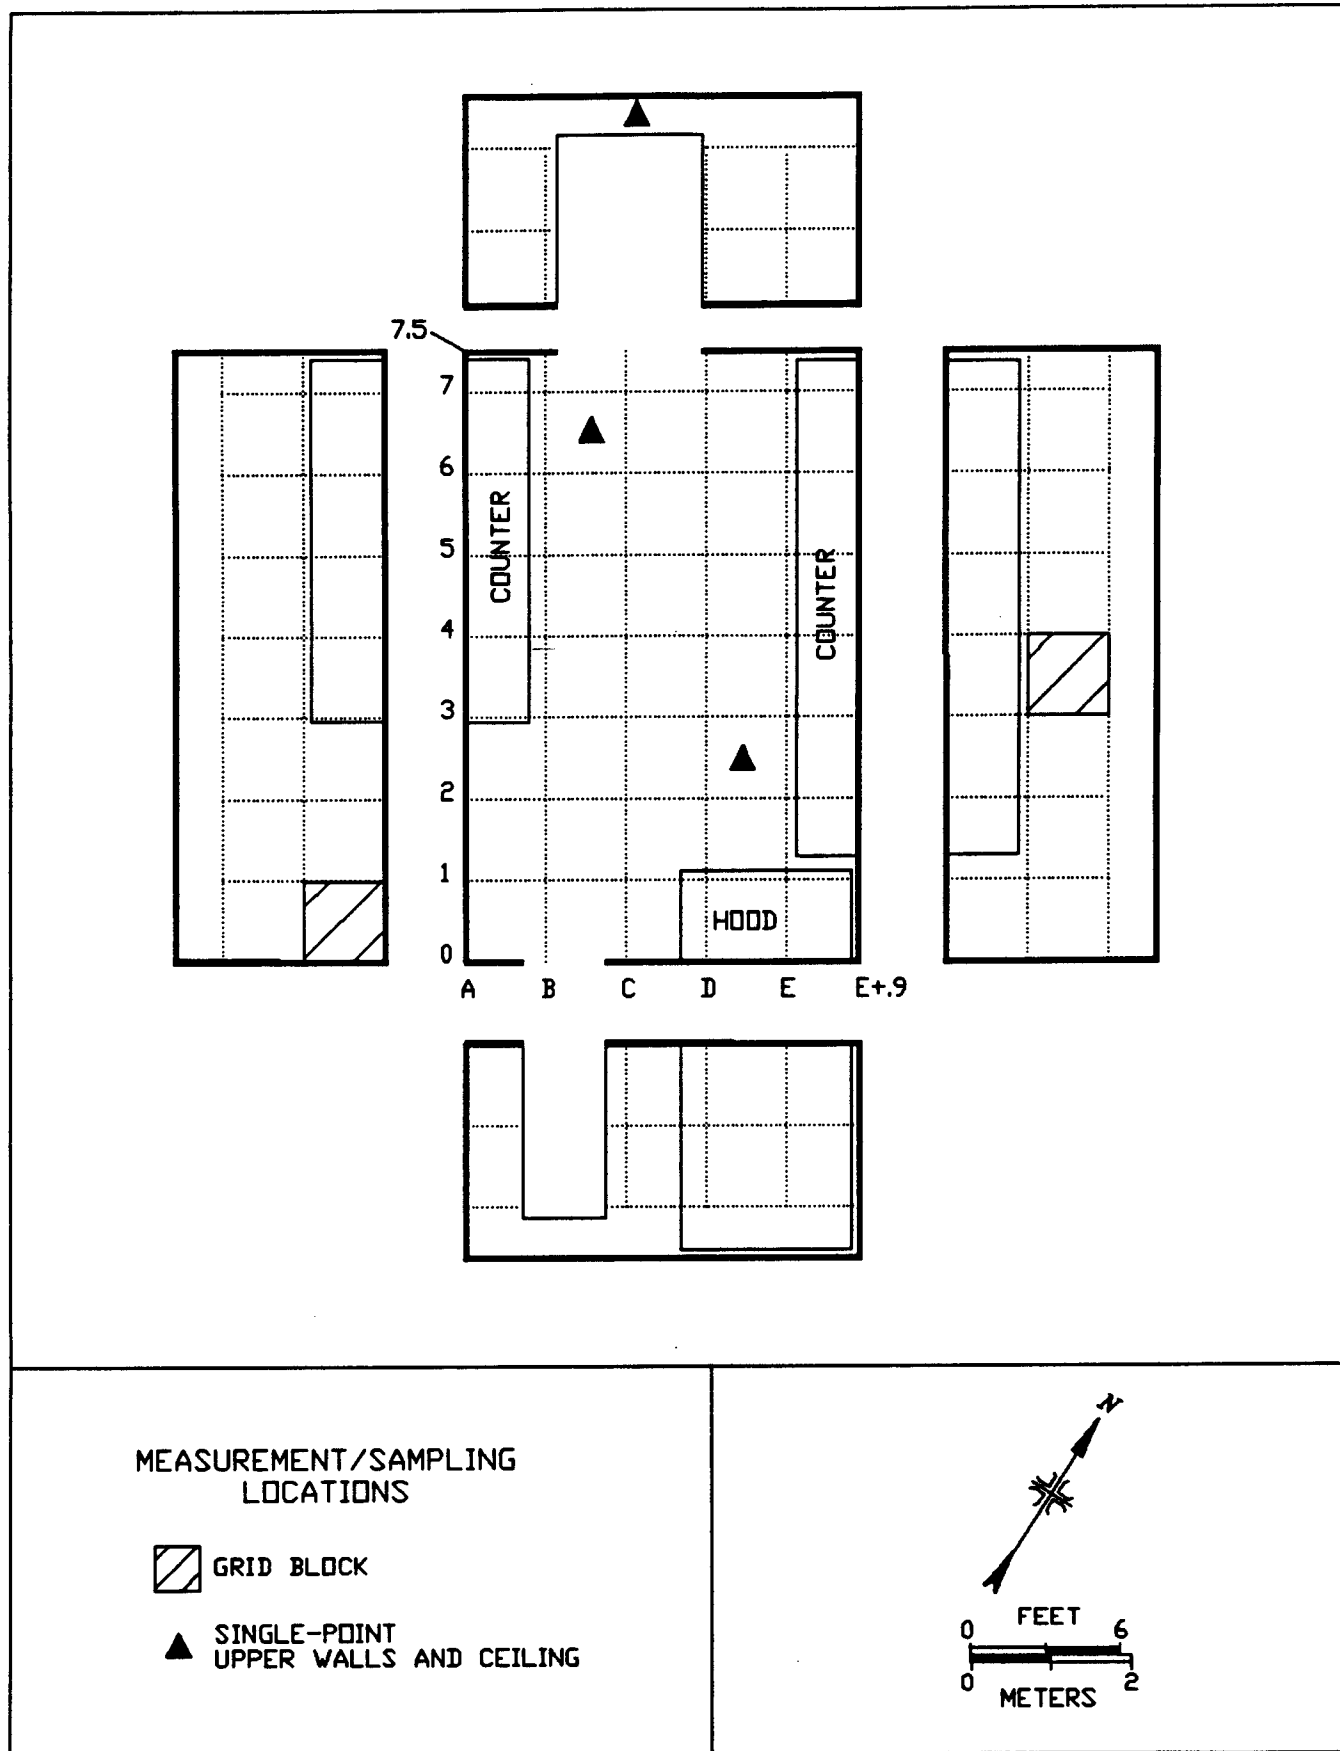 7.5
7
6
5
4
3
2
1
0
COUNTER
COUNTER
HOOD
A B C D E E+.9
MEASUREMENT/SAMPLING
LOCATIONS
GRID BLOCK
SINGLE-POINT
UPPER WALLS AND CEILING
N
FEET
0 6
0 2
METERS